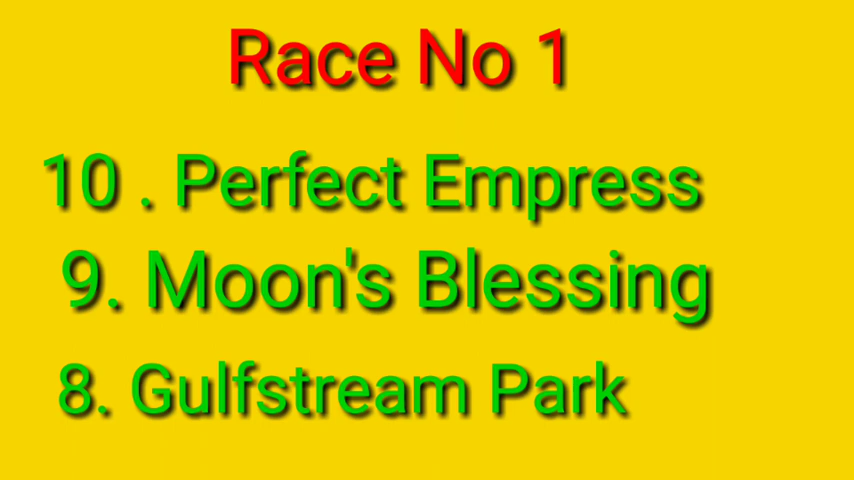 Race No 1
10 . Perfect Empress
9. Moon's Blessing
8. Gulfstream Park